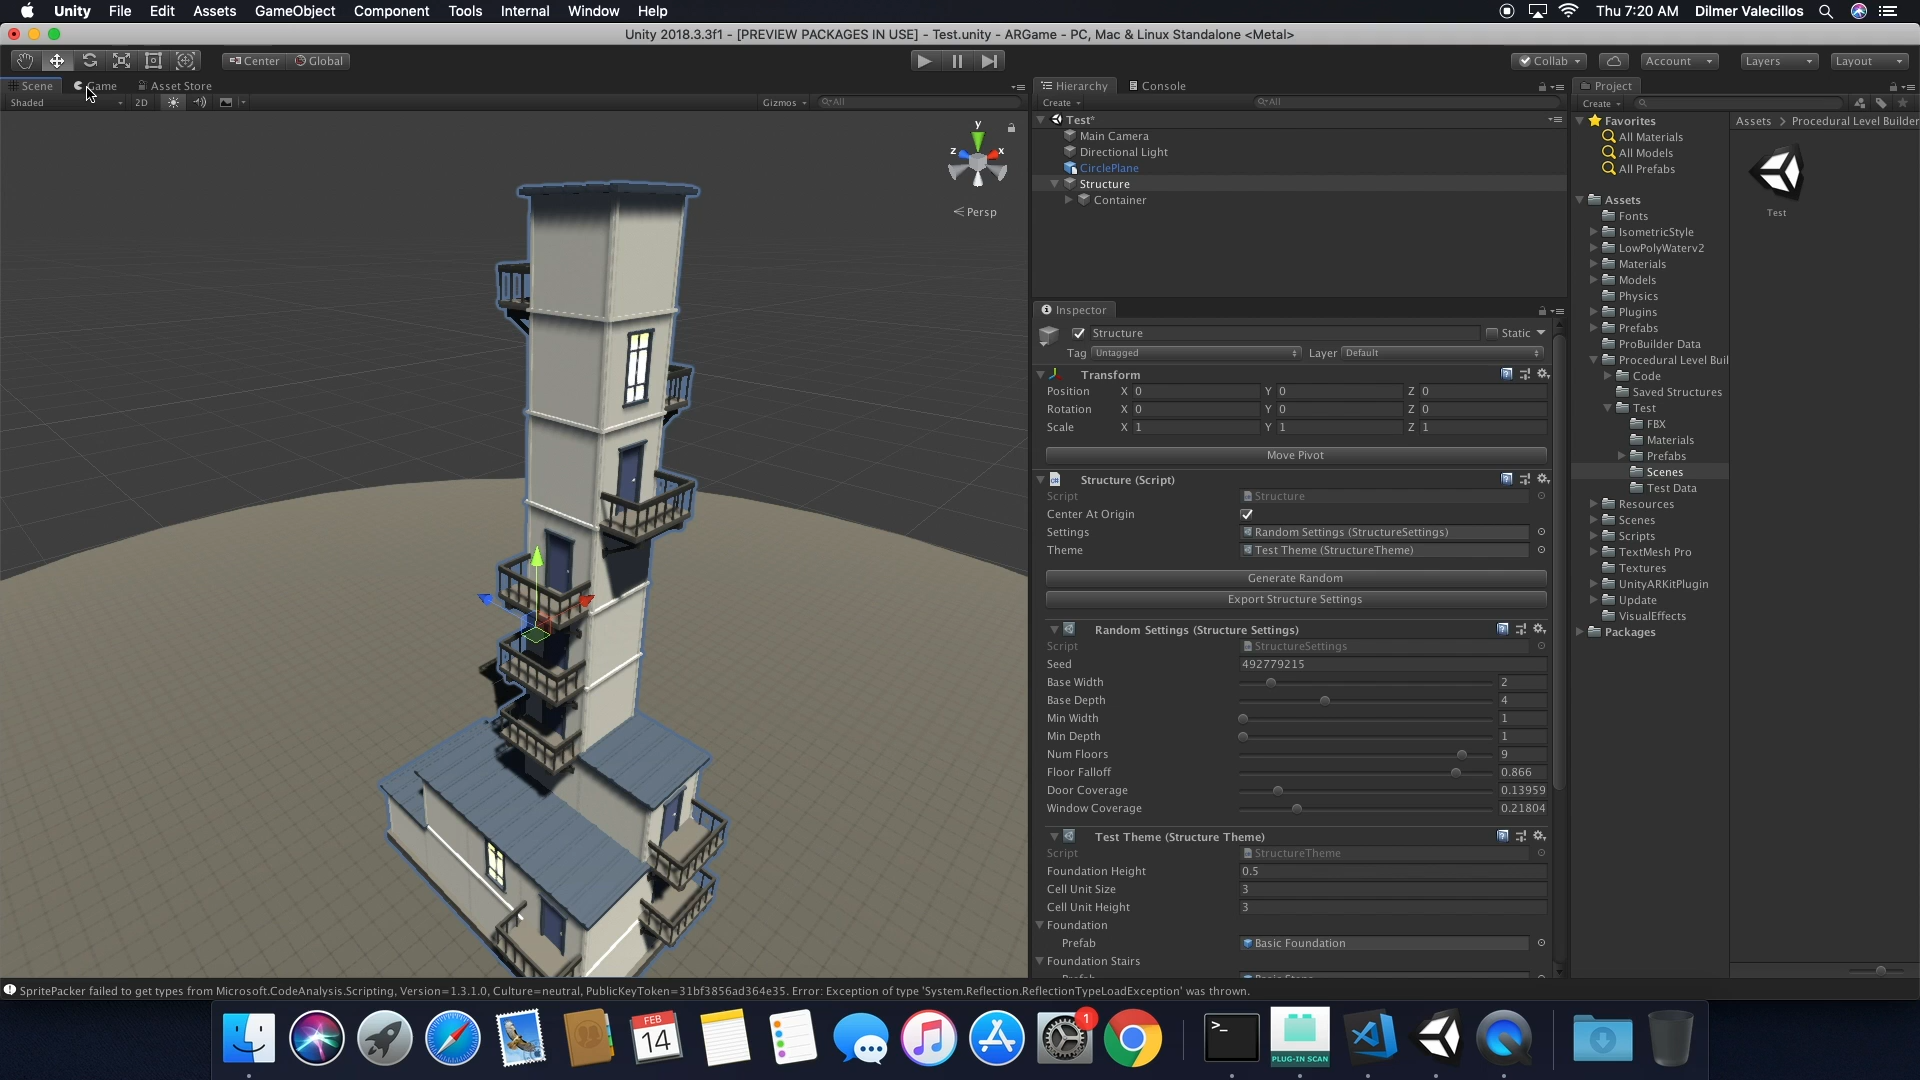 Unity File Edit Assets GameObject Component Tools Internal Window Help Thu 7:20 AM Dilmer Valecillos
Unity 2018.3.3f1 - [PREVIEW PACKAGES IN USE] - Test.unity - ARGame - PC, Mac & Linux Standalone <Metal>
Center Global Collab Account Layers Layout
Scene Game Asset Store
Shaded 2D Gizmos All
y
z x
Persp
Hierarchy Console
Create All
Test*
Main Camera
Directional Light
CirclePlane
Structure
Container
Inspector
Structure Static
Tag Untagged Layer Default
Transform
Position X 0 Y 0 Z 0
Rotation X 0 Y 0 Z 0
Scale X 1 Y 1 Z 1
Move Pivot
Structure (Script)
Script Structure
Center At Origin
Settings Random Settings (StructureSettings)
Theme Test Theme (StructureTheme)
Generate Random
Export Structure Settings
Random Settings (Structure Settings)
Script StructureSettings
Seed 492779215
Base Width 2
Base Depth 4
Min Width 1
Min Depth 1
Num Floors 9
Floor Falloff 0.866
Door Coverage 0.13959
Window Coverage 0.21804
Test Theme (Structure Theme)
Script StructureTheme
Foundation Height 0.5
Cell Unit Size 3
Cell Unit Height 3
Foundation
Prefab Basic Foundation
Foundation Stairs
Project
Create
Favorites
All Materials
All Models
All Prefabs
Assets
Fonts
IsometricStyle
LowPolyWaterv2
Materials
Models
Physics
Plugins
Prefabs
ProBuilder Data
Procedural Level Buil
Code
Saved Structures
Test
FBX
Materials
Prefabs
Scenes
Test Data
Resources
Scenes
Scripts
TextMesh Pro
Textures
UnityARKitPlugin
Update
VisualEffects
Packages
Assets > Procedural Level Builder
Test
SpritePacker failed to get types from Microsoft.CodeAnalysis.Scripting, Version=1.3.1.0, Culture=neutral, PublicKeyToken=31bf3856ad364e35. Error: Exception of type 'System.Reflection.ReflectionTypeLoadException' was thrown.
FEB
14
1
>_
PLUG-IN SCAN